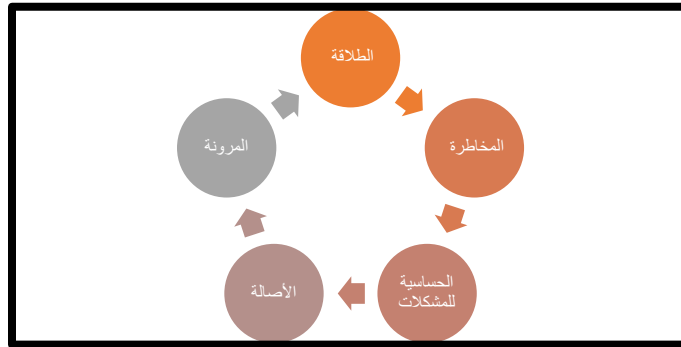 الطلاقة
المخاطرة
الحساسية
للمشكلات
الأصالة
المرونة